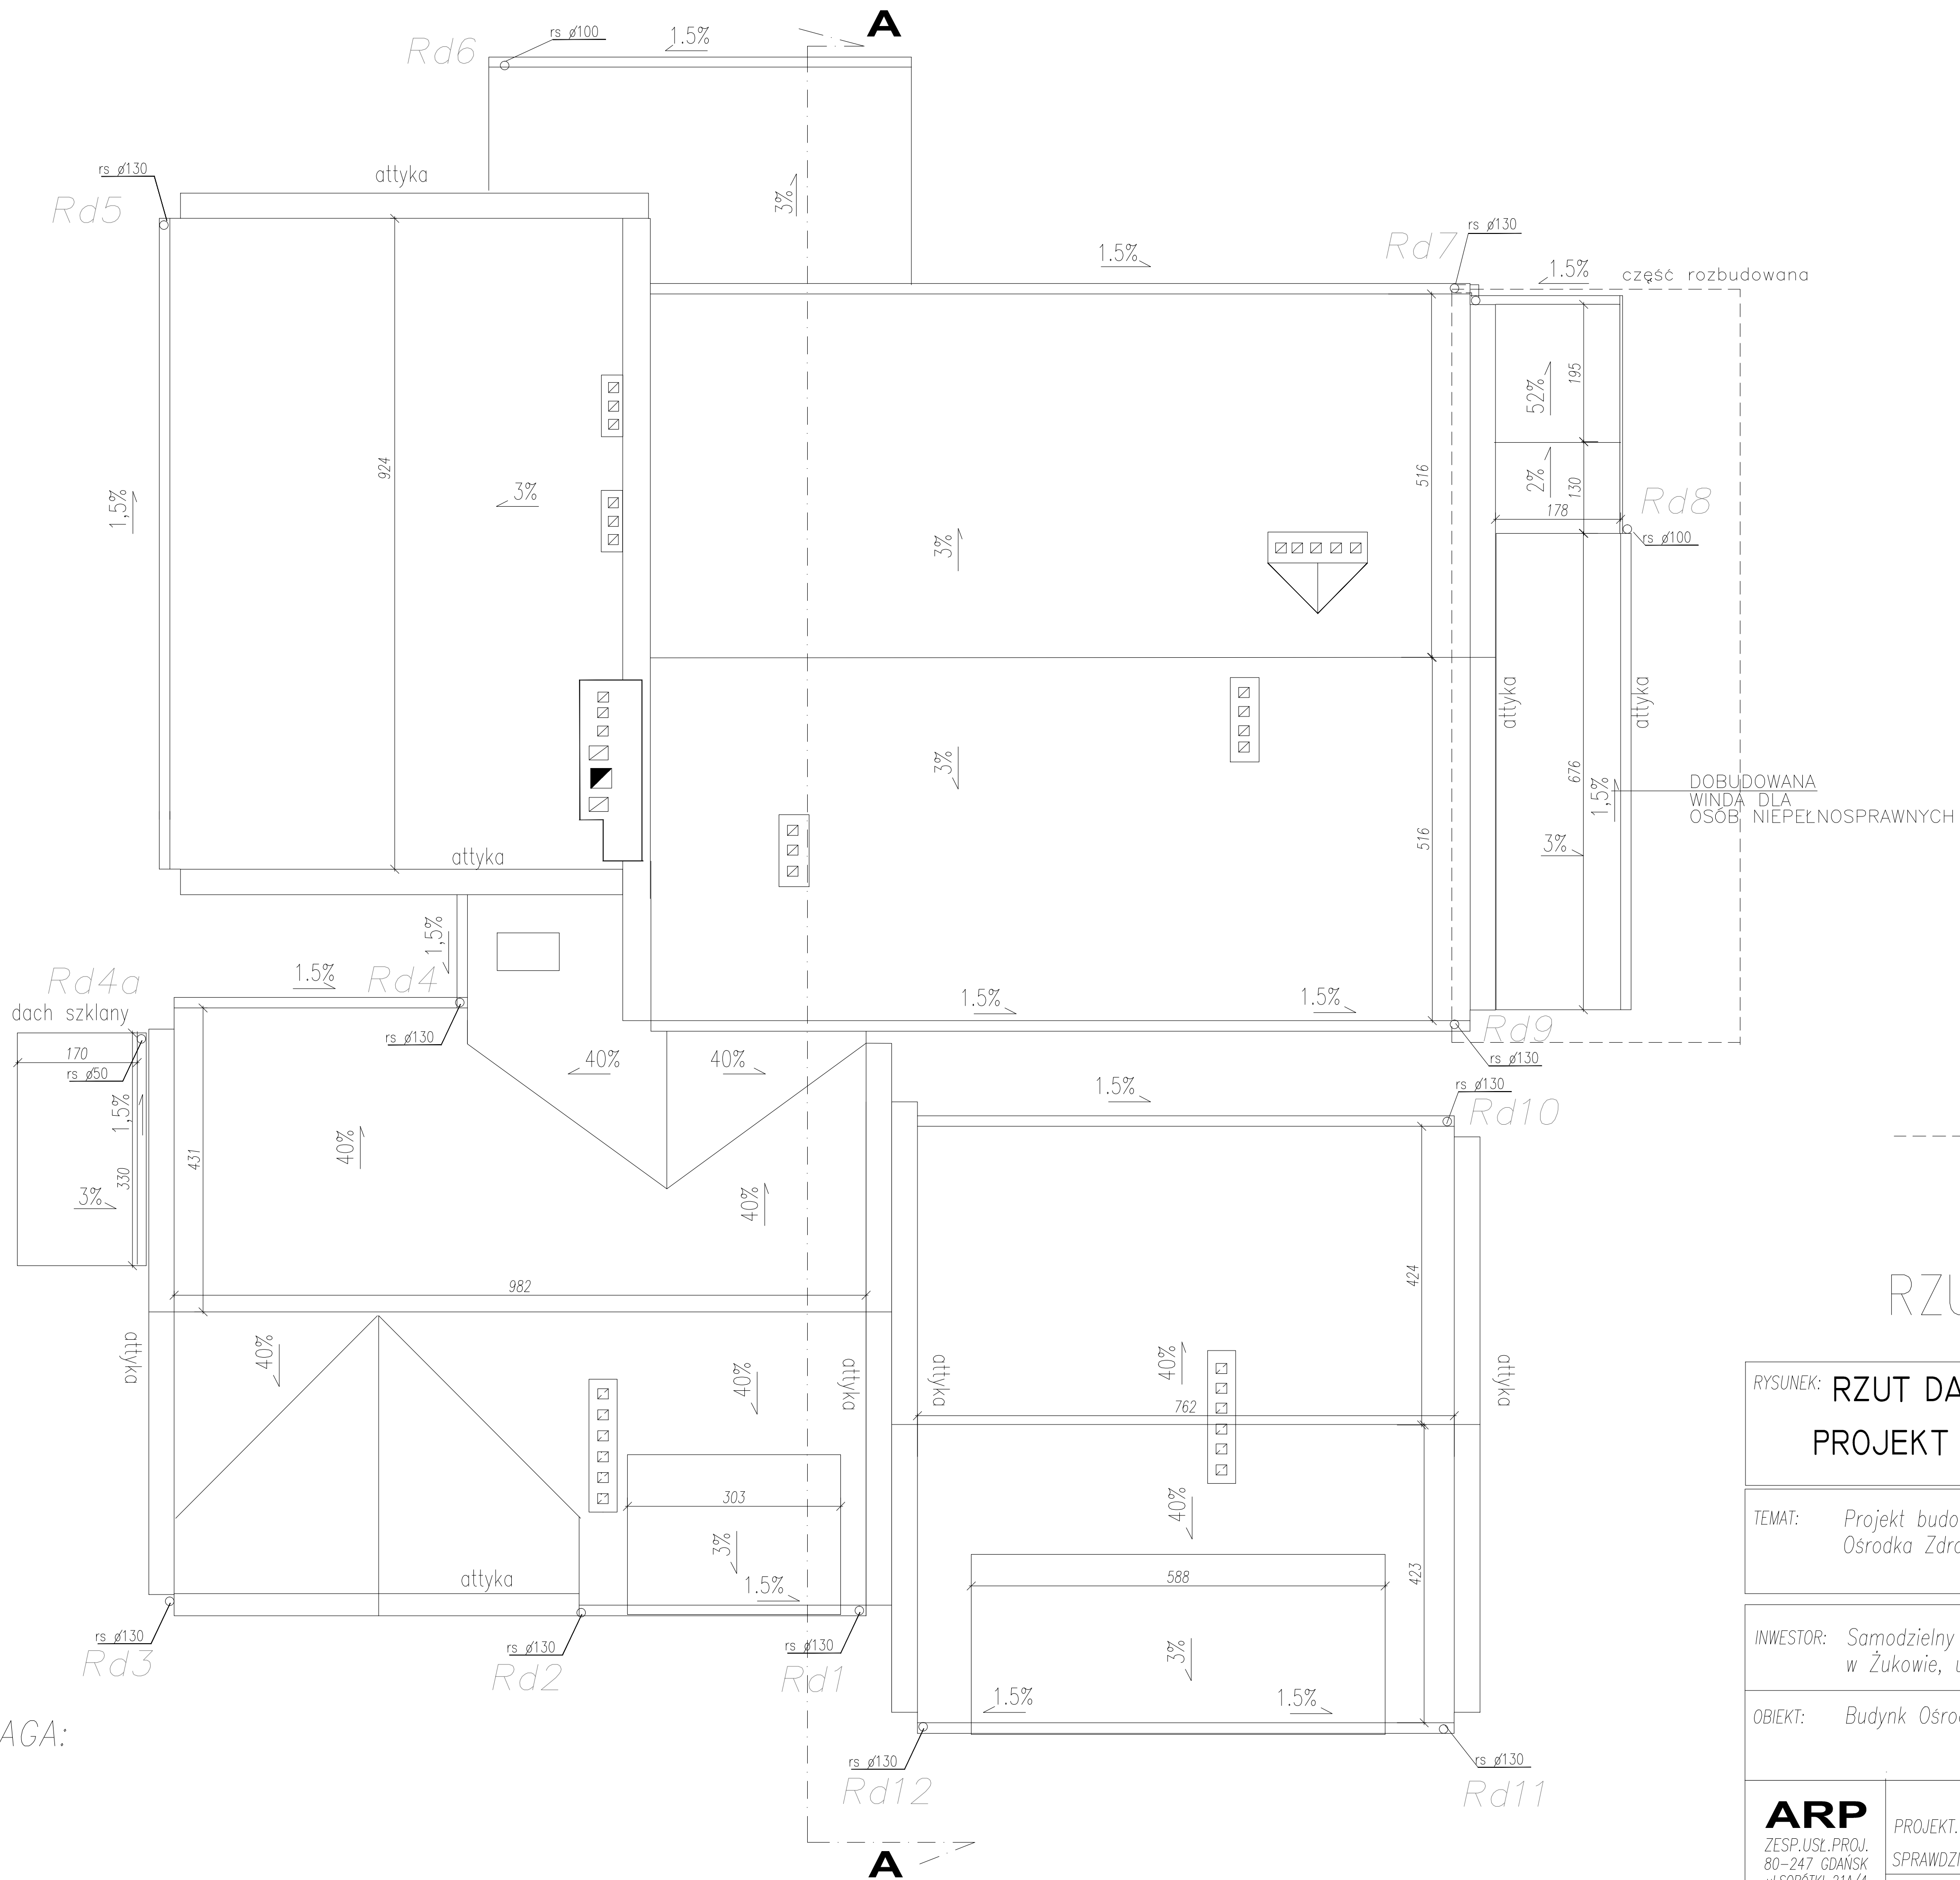 A
Rd6
rs ø100
1.5%
3%
rs ø130
Rd5
attyka
924
3%
1,5%
attyka
1.5%
Rd7
rs ø130
1.5%
część rozbudowana
516
3%
52%
195
2%
130
178
Rd8
rs ø100
3%
516
attyka
attyka
676
1,5%
3%
DOBUDOWANA
WINDA DLA
OSÓB NIEPEŁNOSPRAWNYCH
1,5%
Rd4a
dach szklany
1.5%
Rd4
rs ø130
170
rs ø50
1,5%
330
3%
431
40%
40%
40%
40%
982
1.5%
1.5%
Rd9
rs ø130
1.5%
rs ø130
Rd10
424
40%
762
attyka
attyka
attyka
attyka
40%
40%
303
3%
1.5%
attyka
rs ø130
Rd3
rs ø130
Rd2
rs ø130
Rd1
40%
423
588
3%
1.5%
1.5%
rs ø130
Rd12
rs ø130
Rd11
AGA:
A
RZU
RYSUNEK: RZUT DA
PROJEKT
TEMAT: Projekt budo
Ośrodka Zdro
INWESTOR: Samodzielny
w Żukowie, u
OBIEKT: Budynk Ośrod
ARP
ZESP.USŁ.PROJ.
80-247 GDAŃSK
PROJEKT.
SPRAWDZI